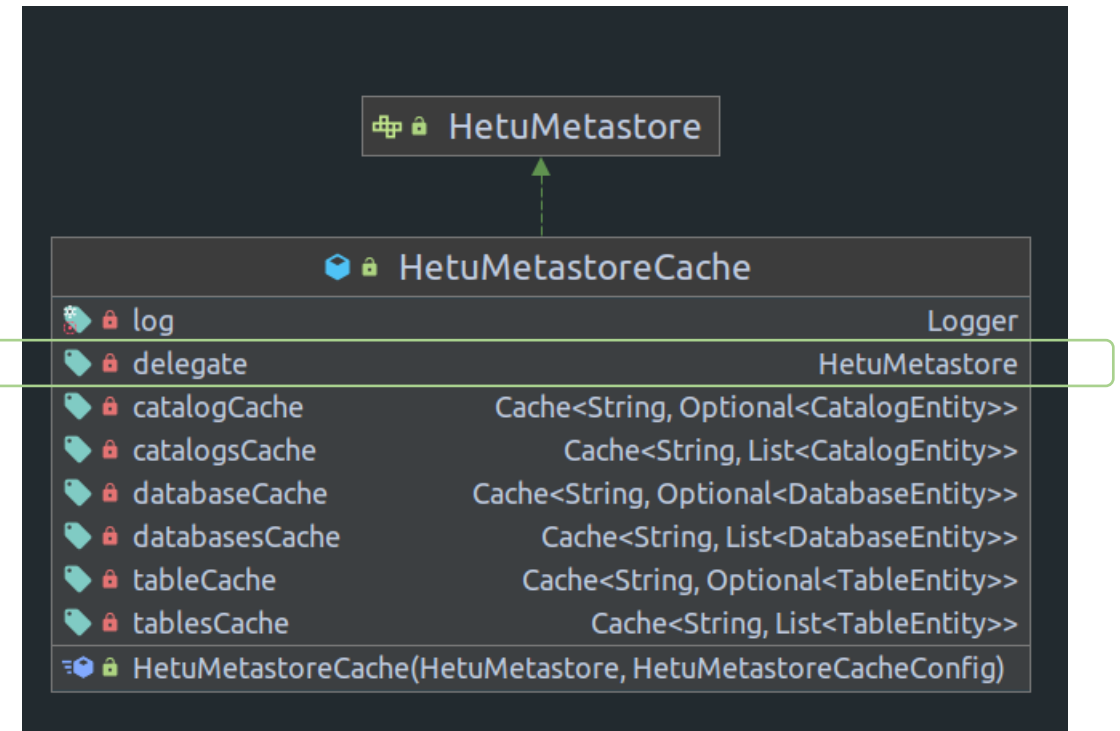 HetuMetastore
HetuMetastoreCache
log Logger
delegate HetuMetastore
catalogCache Cache<String, Optional<CatalogEntity>>
catalogsCache Cache<String, List<CatalogEntity>>
databaseCache Cache<String, Optional<DatabaseEntity>>
databasesCache Cache<String, List<DatabaseEntity>>
tableCache Cache<String, Optional<TableEntity>>
tablesCache Cache<String, List<TableEntity>>
HetuMetastoreCache(HetuMetastore, HetuMetastoreCacheConfig)